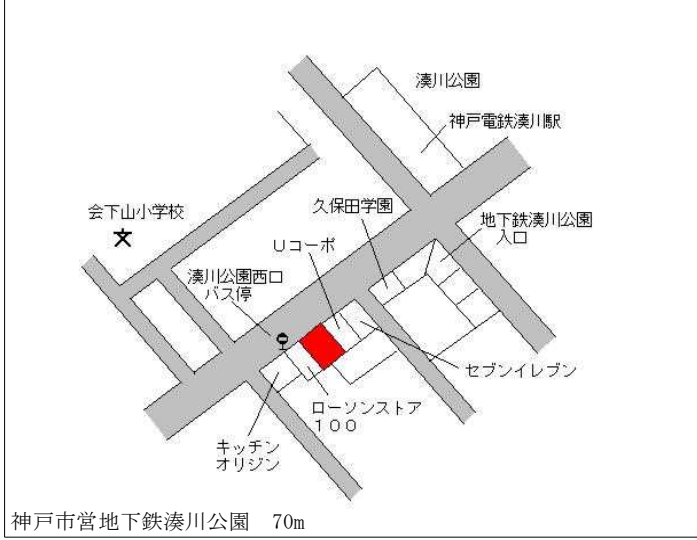 湊川公園
神戸電鉄湊川駅
久保田学園
地下鉄湊川公園
入口
会下山小学校
Uコーポ
湊川公園西口
バス停
セブンイレブン
ローソンストア
１００
キッチン
オリジン
神戸市営地下鉄湊川公園　70m